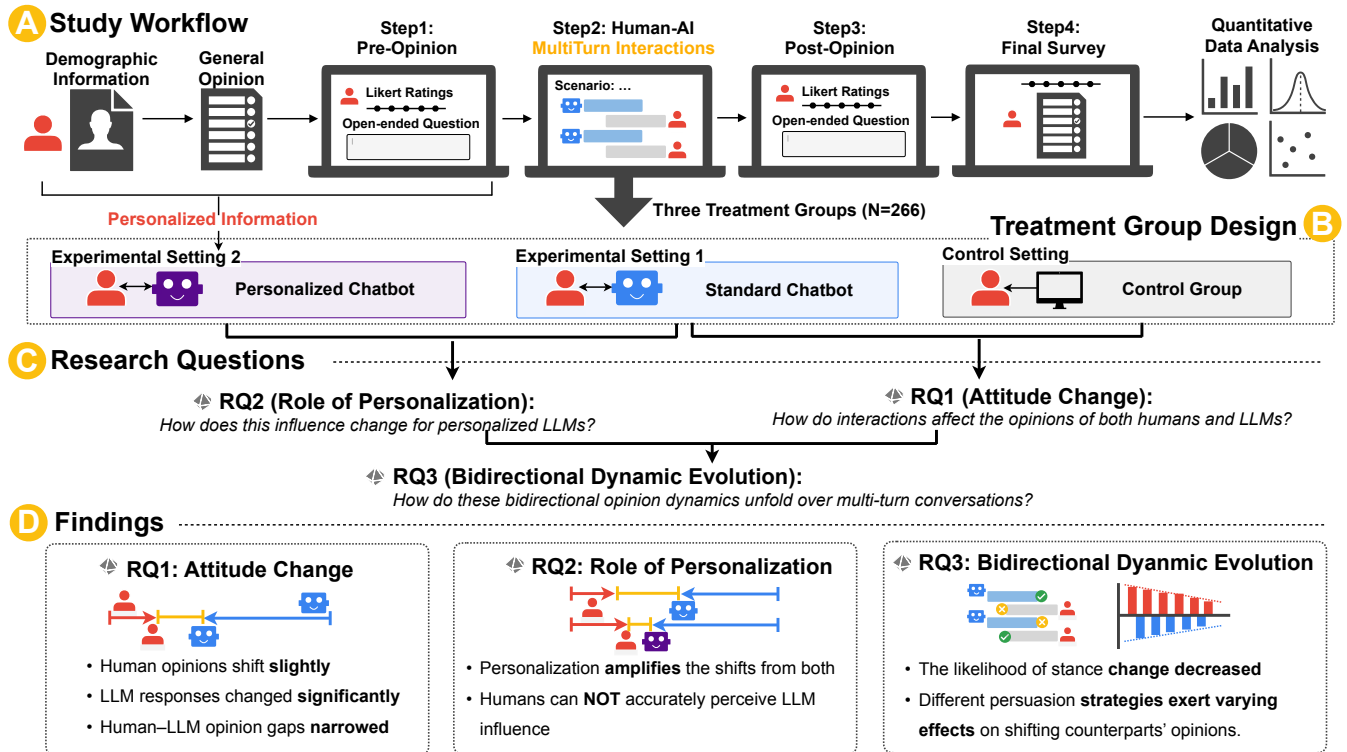 A Study Workflow
Demographic
Information
General
Opinion
Step1:
Pre-Opinion
Likert Ratings
Open-ended Question
Step2: Human-AI
MultiTurn Interactions
Scenario: ...
Step3:
Post-Opinion
Likert Ratings
Open-ended Question
Step4:
Final Survey
Quantitative
Data Analysis
Personalized Information
Three Treatment Groups (N=266)
Treatment Group Design B
Experimental Setting 2
Personalized Chatbot
Experimental Setting 1
Standard Chatbot
Control Setting
Control Group
C Research Questions
RQ2 (Role of Personalization):
How does this influence change for personalized LLMs?
RQ1 (Attitude Change):
How do interactions affect the opinions of both humans and LLMs?
RQ3 (Bidirectional Dynamic Evolution):
How do these bidirectional opinion dynamics unfold over multi-turn conversations?
D Findings
RQ1: Attitude Change
• Human opinions shift slightly
• LLM responses changed significantly
• Human–LLM opinion gaps narrowed
RQ2: Role of Personalization
• Personalization amplifies the shifts from both
• Humans can NOT accurately perceive LLM
influence
RQ3: Bidirectional Dyanmic Evolution
• The likelihood of stance change decreased
• Different persuasion strategies exert varying
effects on shifting counterparts' opinions.